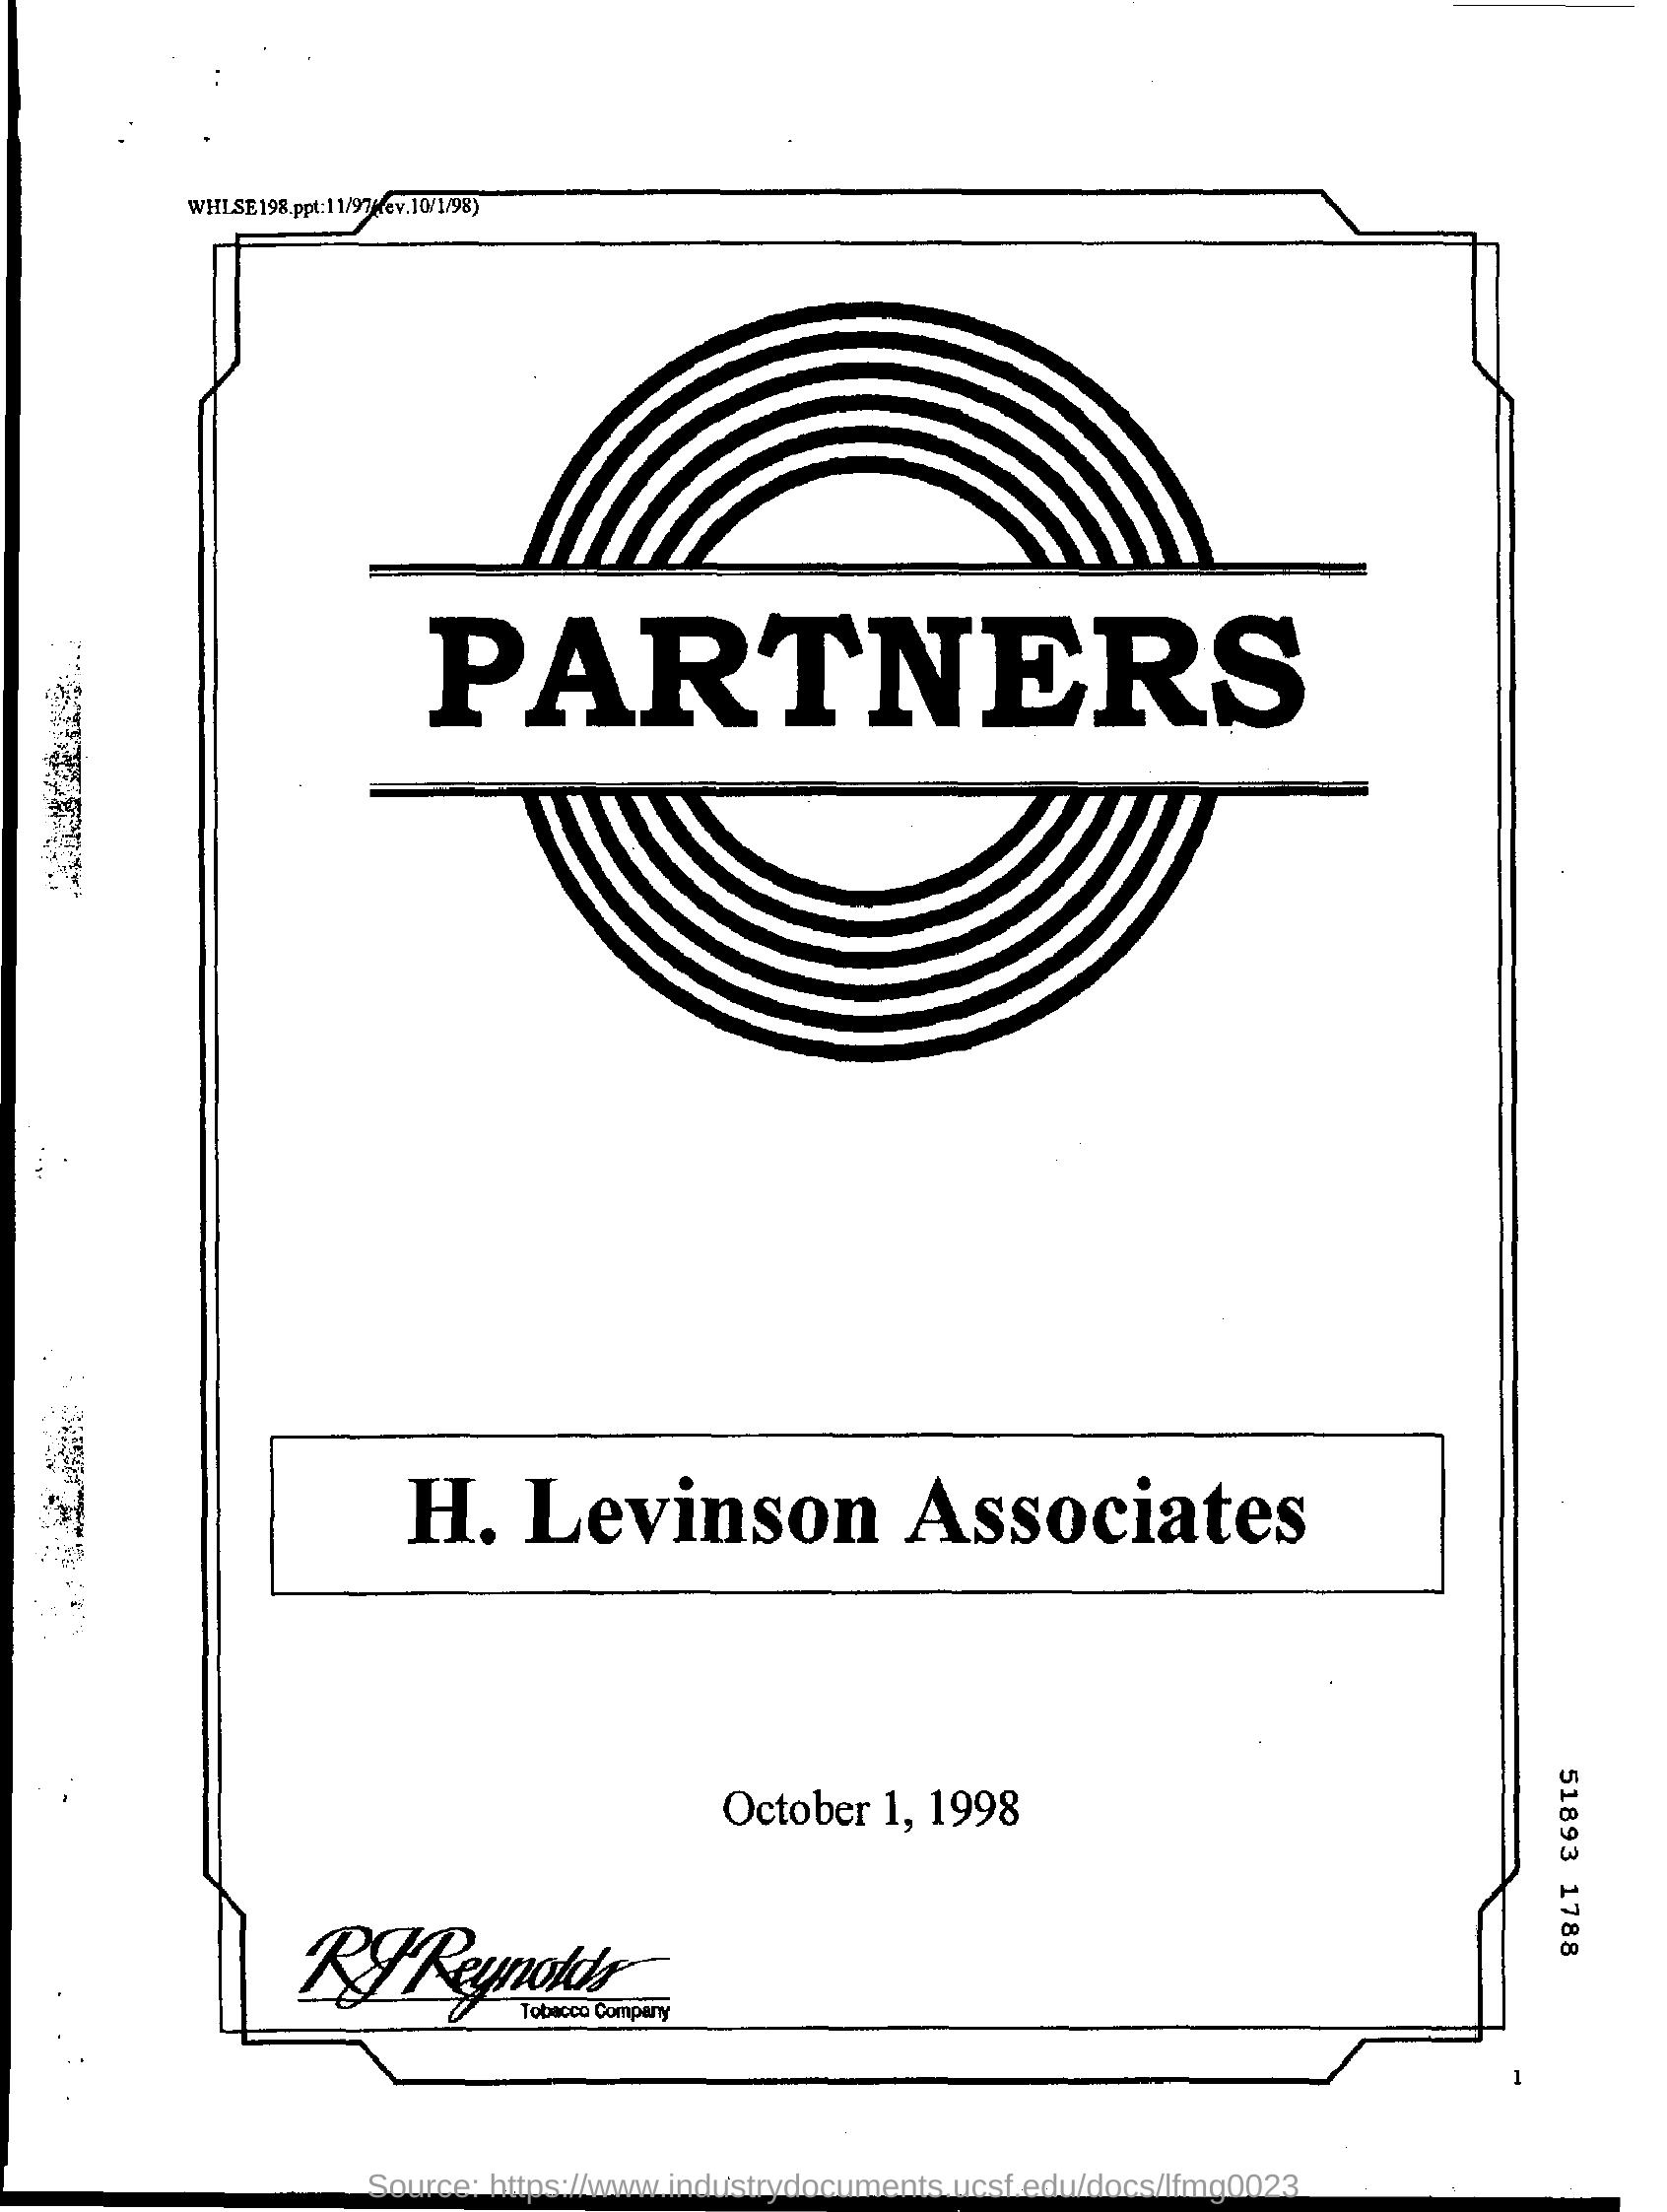 WHLSE198.ppt:11/97(rev.10/1/98)
PARTNERS
H. Levinson Associates
October 1, 1998
RJReynolds
Tobacco Company
51893 1788
1
Source: https://www.industrydocuments.ucsf.edu/docs/lfmg0023